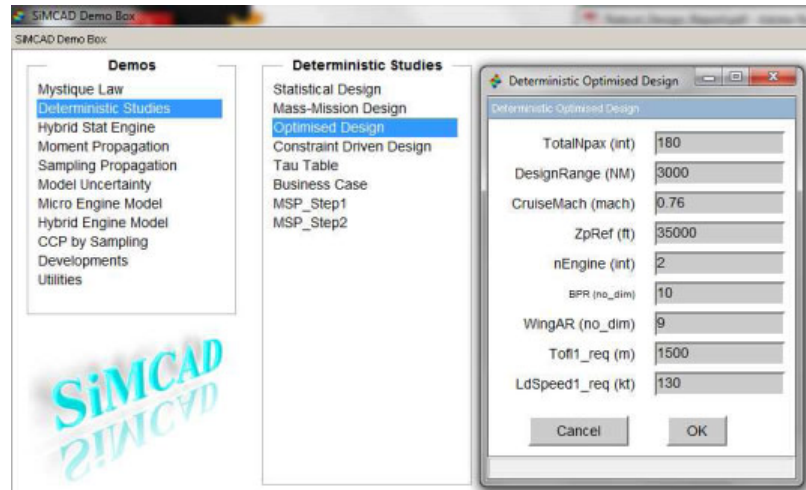 SiMCAD Demo Box
SiMCAD Demo Box
Demos
Mystique Law
Deterministic Studies
Hybrid Stat Engine
Moment Propagation
Sampling Propagation
Model Uncertainty
Micro Engine Model
Hybrid Engine Model
CCP by Sampling
Developments
Utilities
SiMCAD
Deterministic Studies
Statistical Design
Mass-Mission Design
Optimised Design
Constraint Driven Design
Tau Table
Business Case
MSP_Step1
MSP_Step2
Deterministic Optimised Design
Deterministic Optimised Design
TotalNpax (int) 180
DesignRange (NM) 3000
CruiseMach (mach) 0.76
ZpRef (ft) 35000
nEngine (int) 2
BPR (no_dim) 10
WingAR (no_dim) 9
Tofl1_req (m) 1500
LdSpeed1_req (kt) 130
Cancel OK